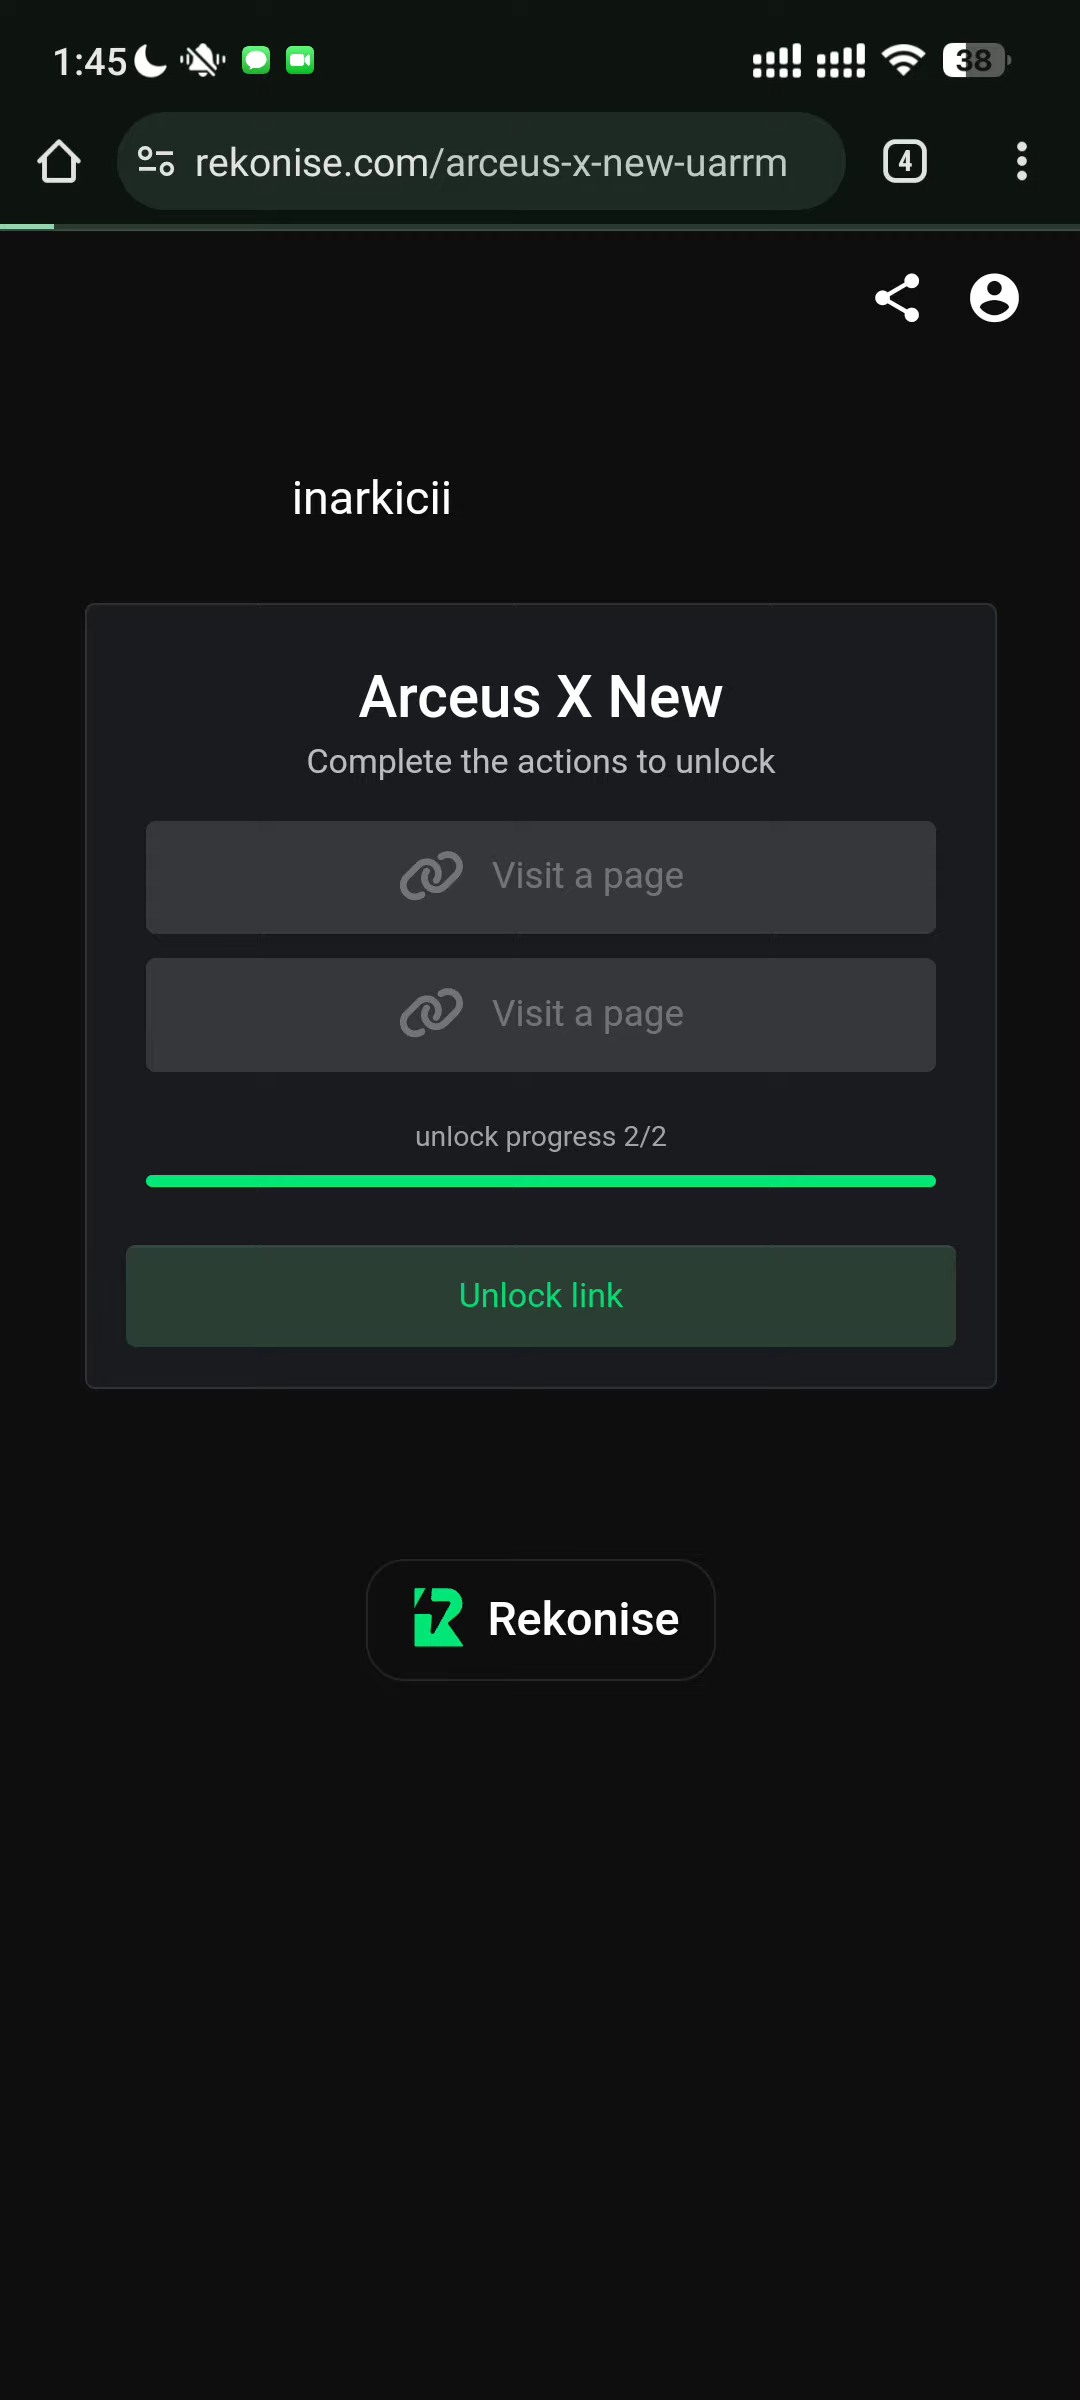 1:45
38
rekonise.com/arceus-x-new-uarrm
4
inarkicii
Arceus X New
Complete the actions to unlock
Visit a page
Visit a page
unlock progress 2/2
Unlock link
Rekonise